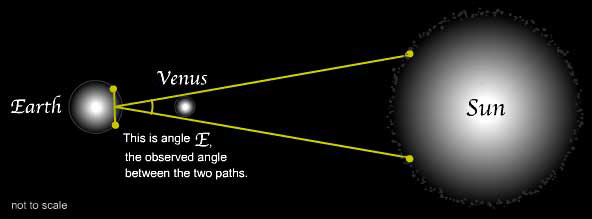 Venus
Earth
Sun
This is angle E,
the observed angle
between the two paths.
not to scale